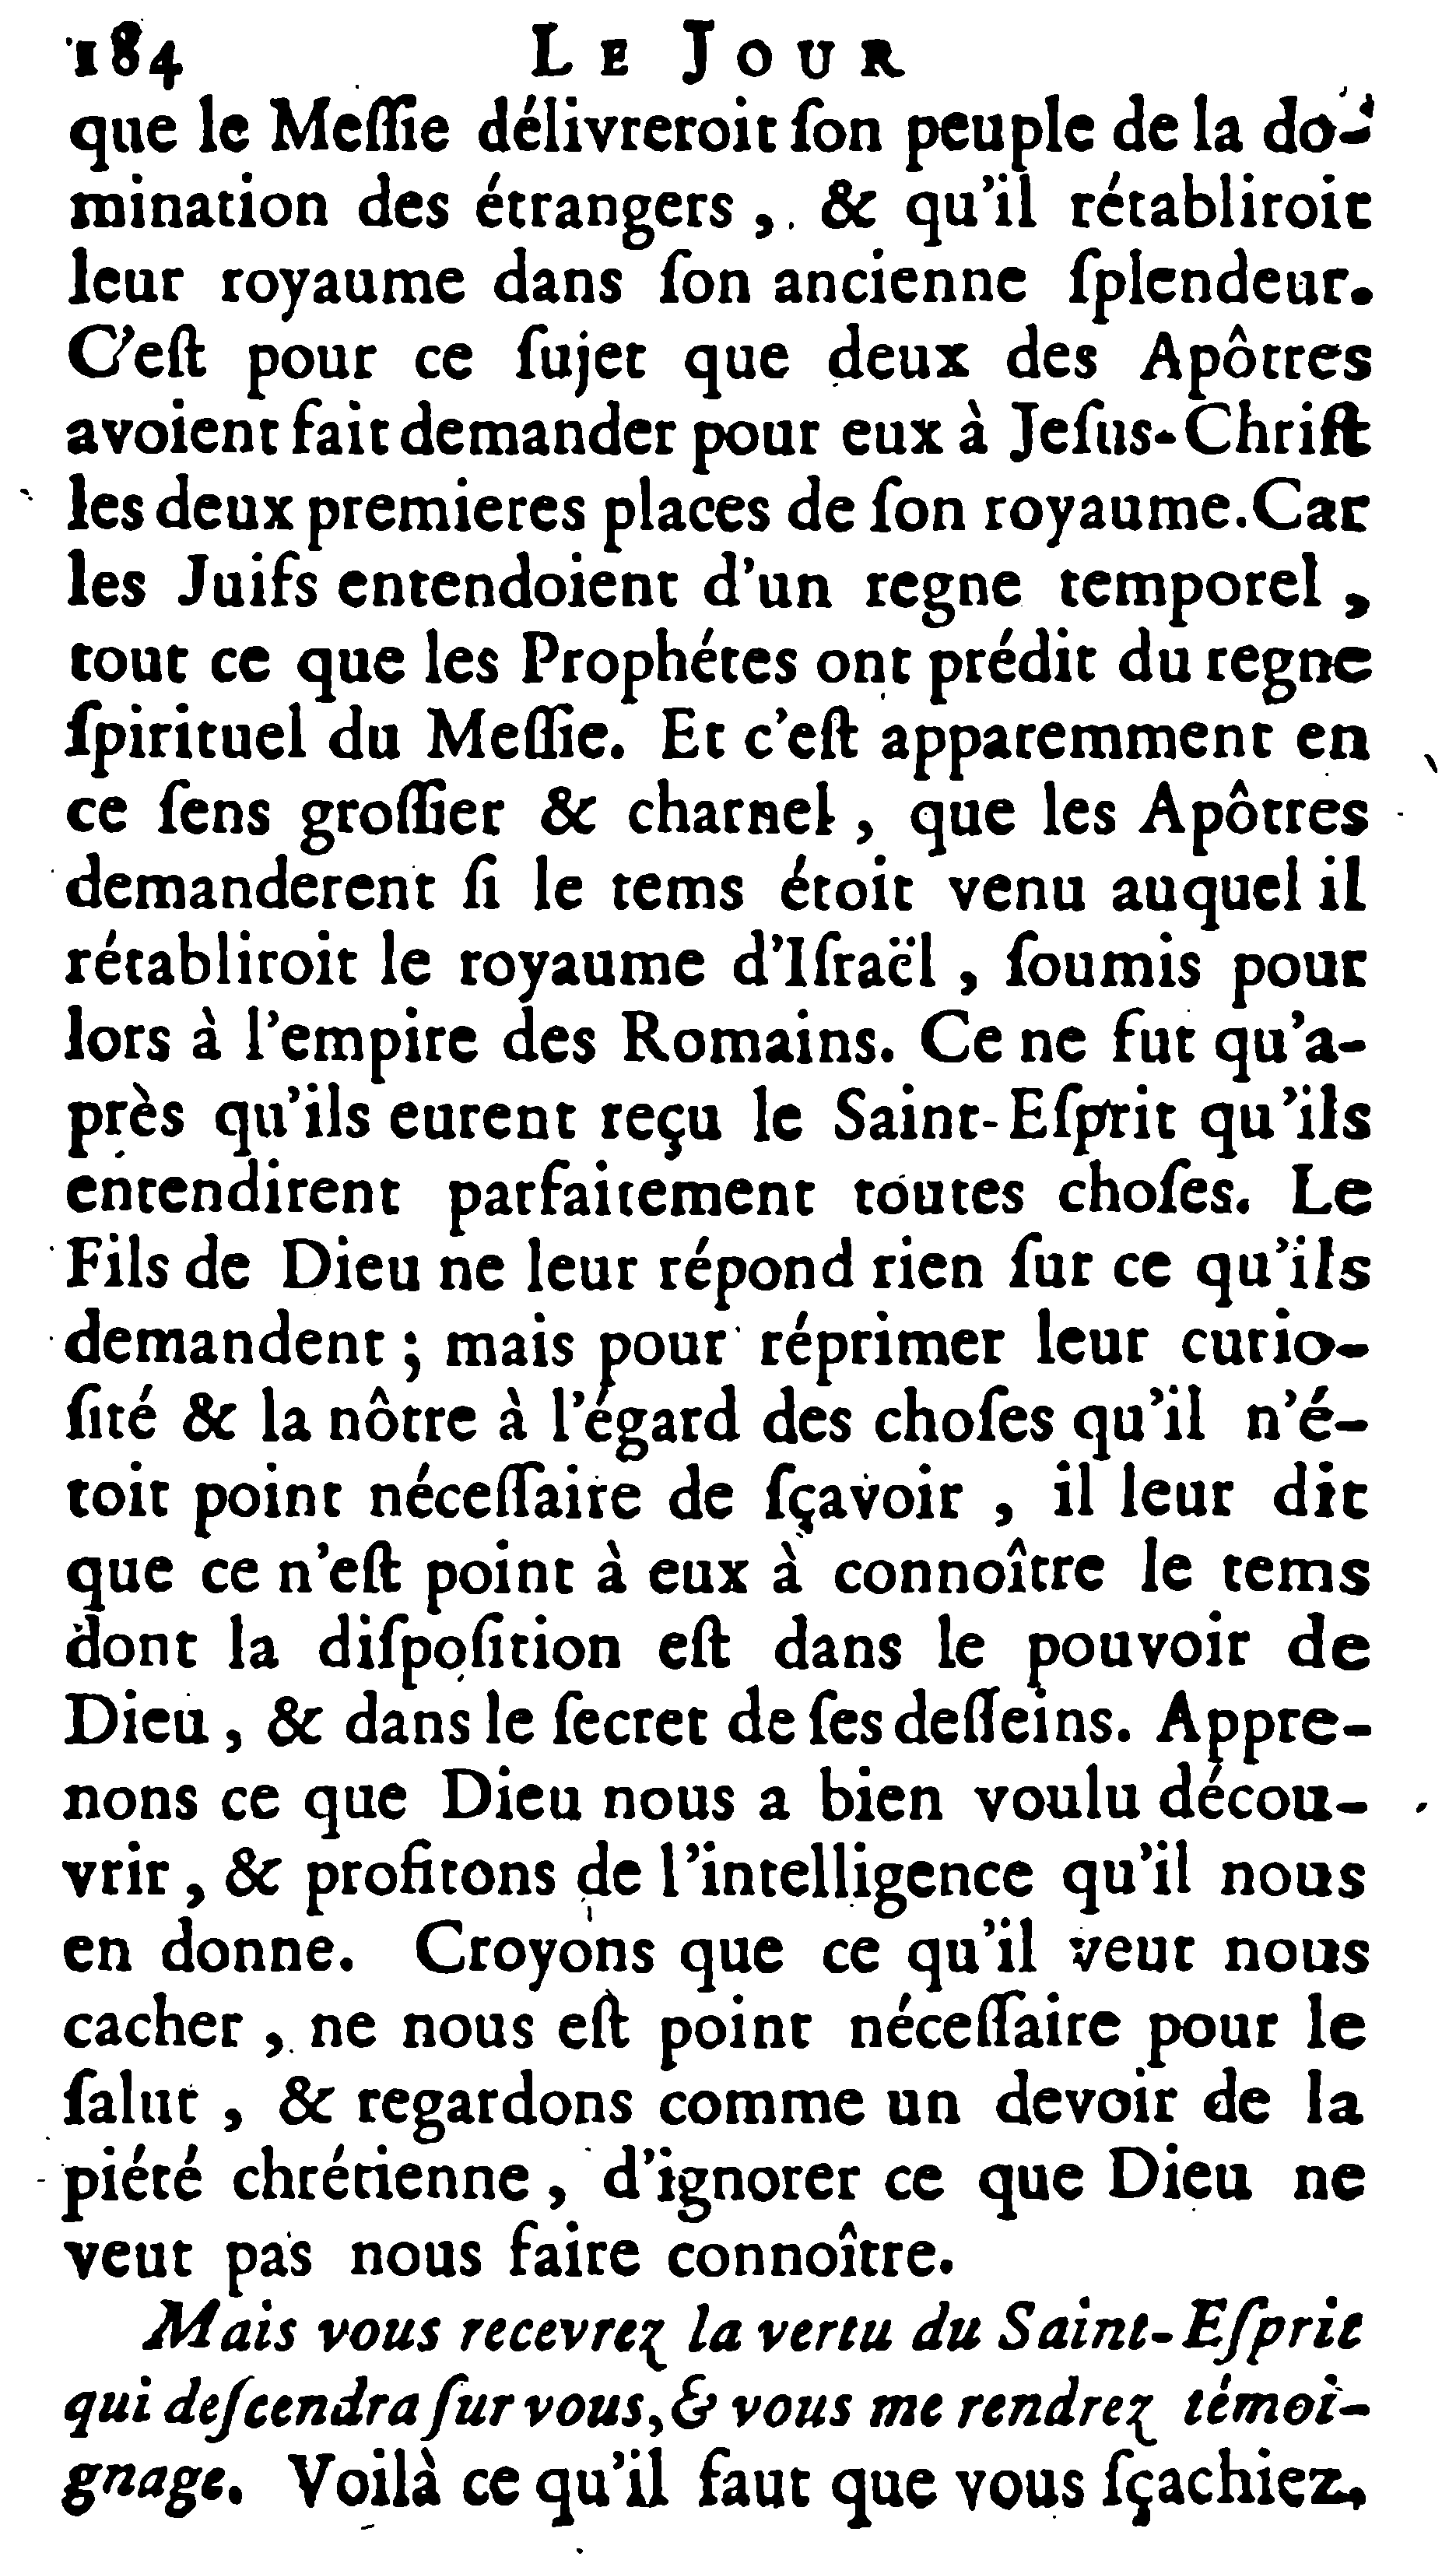 184 LE JOUR
que le Meſſie délivreroit ſon peuple de la do-
mination des étrangers, & qu'il rétabliroit
leur royaume dans ſon ancienne ſplendeur.
C'eſt pour ce ſujet que deux des Apôtres
avoient fait demander pour eux à Jeſus-Chriſt
les deux premieres places de ſon royaume. Car
les Juifs entendoient d'un regne temporel,
tout ce que les Prophétes ont prédit du regne
ſpirituel du Meſſie. Et c'eſt apparemment en
ce ſens groſſier & charnel, que les Apôtres
demanderent ſi le tems étoit venu auquel il
rétabliroit le royaume d'Iſraël, ſoumis pour
lors à l'empire des Romains. Ce ne fut qu'a-
près qu'ils eurent reçu le Saint-Eſprit qu'ils
entendirent parfaitement toutes choſes. Le
Fils de Dieu ne leur répond rien ſur ce qu'ils
demandent; mais pour réprimer leur curio-
ſité & la nôtre à l'égard des choſes qu'il n'é-
toit point néceſſaire de ſçavoir, il leur dit
que ce n'eſt point à eux à connoître le tems
dont la diſpoſition eſt dans le pouvoir de
Dieu, & dans le ſecret de ſes deſſeins. Appre-
nons ce que Dieu nous a bien voulu décou-
vrir, & profitons de l'intelligence qu'il nous
en donne. Croyons que ce qu'il veut nous
cacher, ne nous eſt point néceſſaire pour le
ſalut, & regardons comme un devoir de la
piété chrétienne, d'ignorer ce que Dieu ne
veut pas nous faire connoître.
Mais vous recevrez la vertu du Saint-Eſprit
qui deſcendra ſur vous, & vous me rendrez témoi-
gnage. Voilà ce qu'il faut que vous ſçachiez,